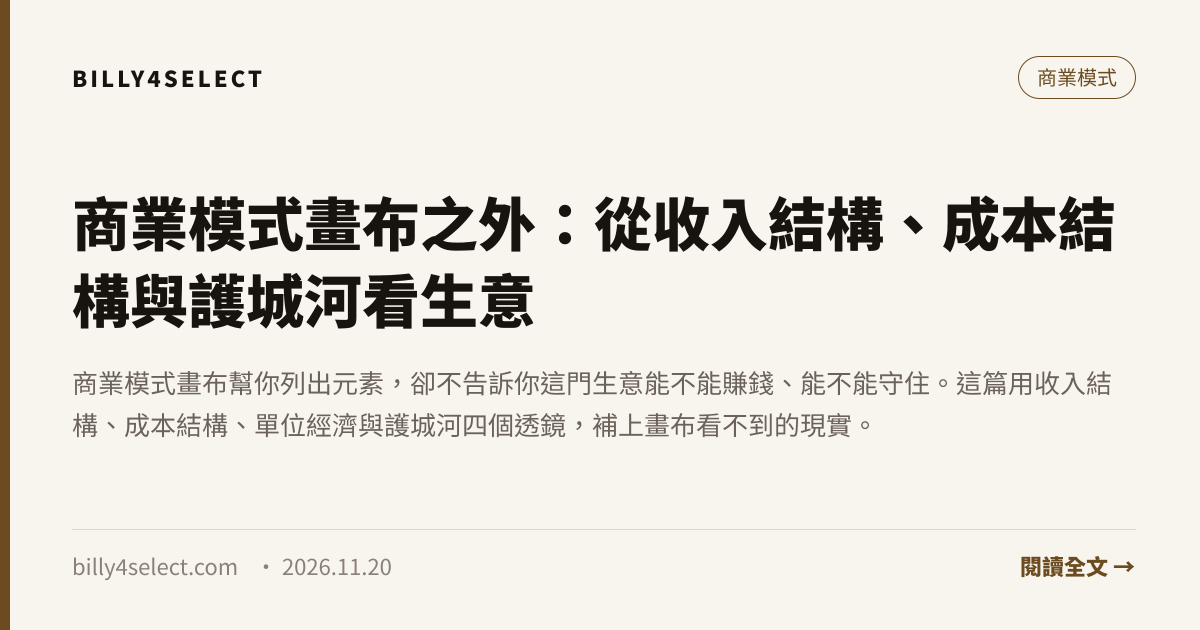 BILLY4SELECT
商業模式
商業模式畫布之外：從收入結構、成本結
構與護城河看生意
商業模式畫布幫你列出元素，卻不告訴你這門生意能不能賺錢、能不能守住。這篇用收入結
構、成本結構、單位經濟與護城河四個透鏡，補上畫布看不到的現實。
billy4select.com ・ 2026.11.20
閱讀全文 →